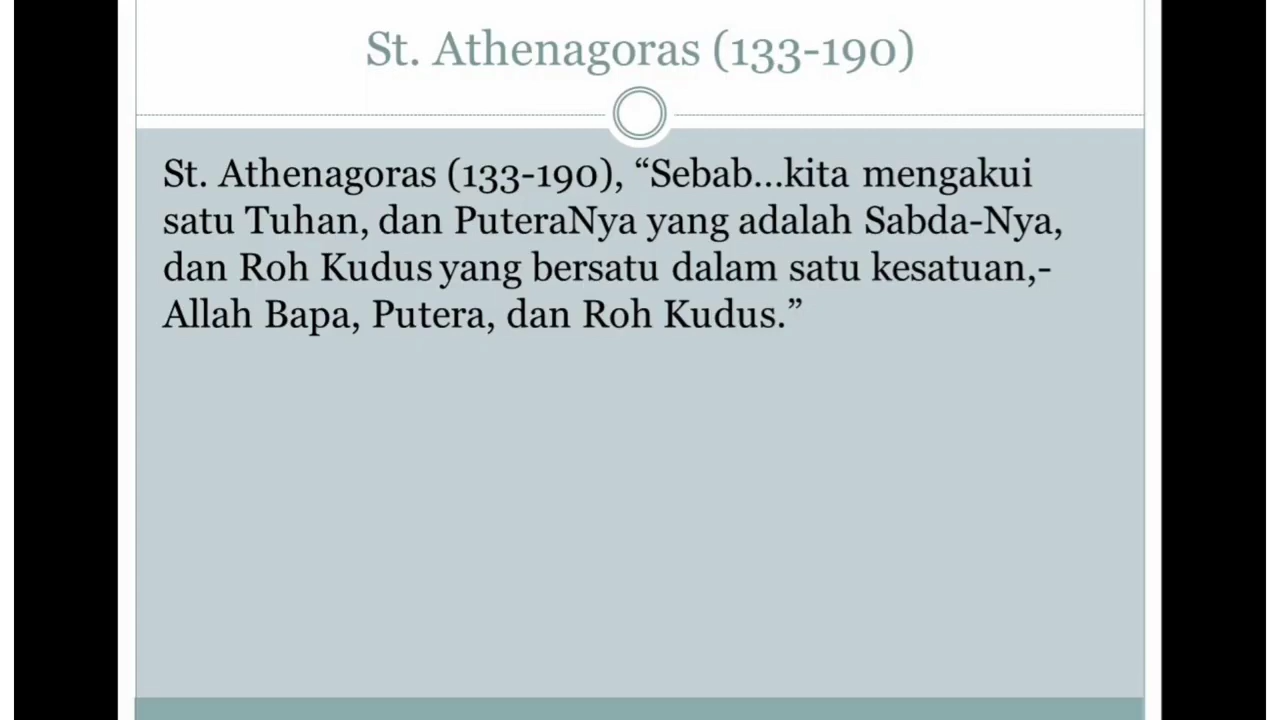 St. Athenagoras (133-190)
St. Athenagoras (133-190), “Sebab...kita mengakui
satu Tuhan, dan PuteraNya yang adalah Sabda-Nya,
dan Roh Kudus yang bersatu dalam satu kesatuan,-
Allah Bapa, Putera, dan Roh Kudus.”